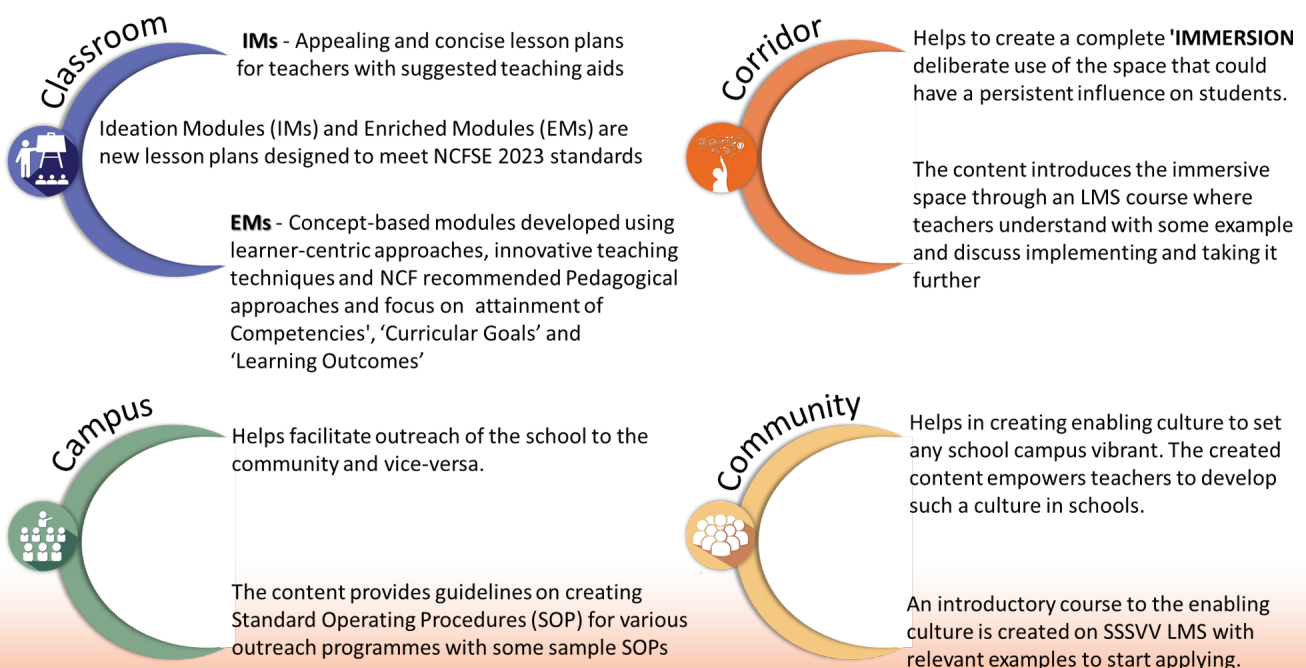 Classroom
IMs - Appealing and concise lesson plans
for teachers with suggested teaching aids
Ideation Modules (IMs) and Enriched Modules (EMs) are
new lesson plans designed to meet NCFSE 2023 standards
EMs - Concept-based modules developed using
learner-centric approaches, innovative teaching
techniques and NCF recommended Pedagogical
approaches and focus on attainment of
Competencies', ‘Curricular Goals’ and
‘Learning Outcomes’
Corridor
Helps to create a complete 'IMMERSION
deliberate use of the space that could
have a persistent influence on students.
The content introduces the immersive
space through an LMS course where
teachers understand with some example
and discuss implementing and taking it
further
Campus
Helps facilitate outreach of the school to the
community and vice-versa.
The content provides guidelines on creating
Standard Operating Procedures (SOP) for various
outreach programmes with some sample SOPs
Community
Helps in creating enabling culture to set
any school campus vibrant. The created
content empowers teachers to develop
such a culture in schools.
An introductory course to the enabling
culture is created on SSSVV LMS with
relevant examples to start applying.